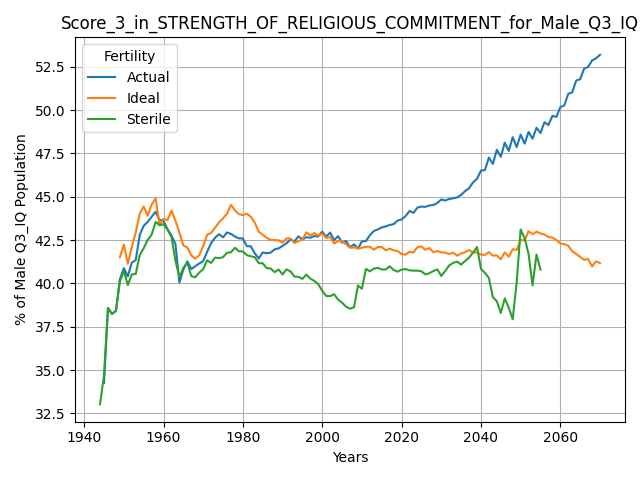 Score_3_in_STRENGTH_OF_RELIGIOUS_COMMITMENT_for_Male_Q3_IQ
Fertility
Actual
Ideal
Sterile
% of Male Q3_IQ Population
52.5
50.0
47.5
45.0
42.5
40.0
37.5
35.0
32.5
1940 1960 1980 2000 2020 2040 2060
Years